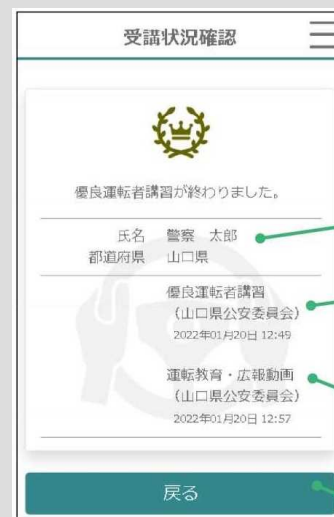 受講状況確認
優良運転者講習が終わりました。
氏名 警察 太郎
都道府県 山口県
優良運転者講習
(山口県公安委員会)
2022年01月20日 12:49
運転教育・広報動画
(山口県公安委員会)
2022年01月20日 12:57
戻る